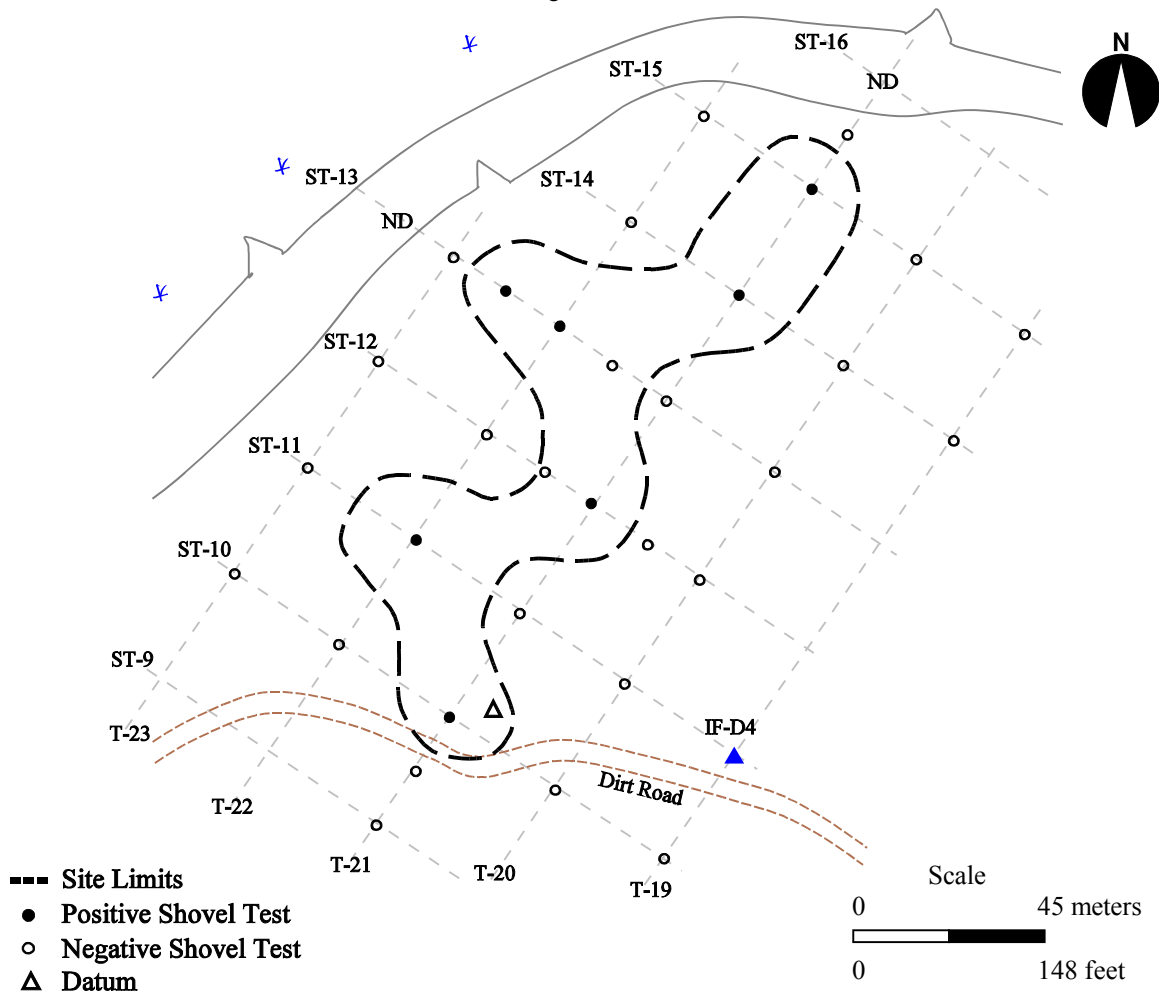 ST-16
N
ST-15
ND
ST-13
ST-14
ND
ST-12
ST-11
ST-10
ST-9
T-23
IF-D4
Dirt Road
T-22
T-21
T-20
T-19
Scale
0 45 meters
0 148 feet
Site Limits
Positive Shovel Test
Negative Shovel Test
Datum